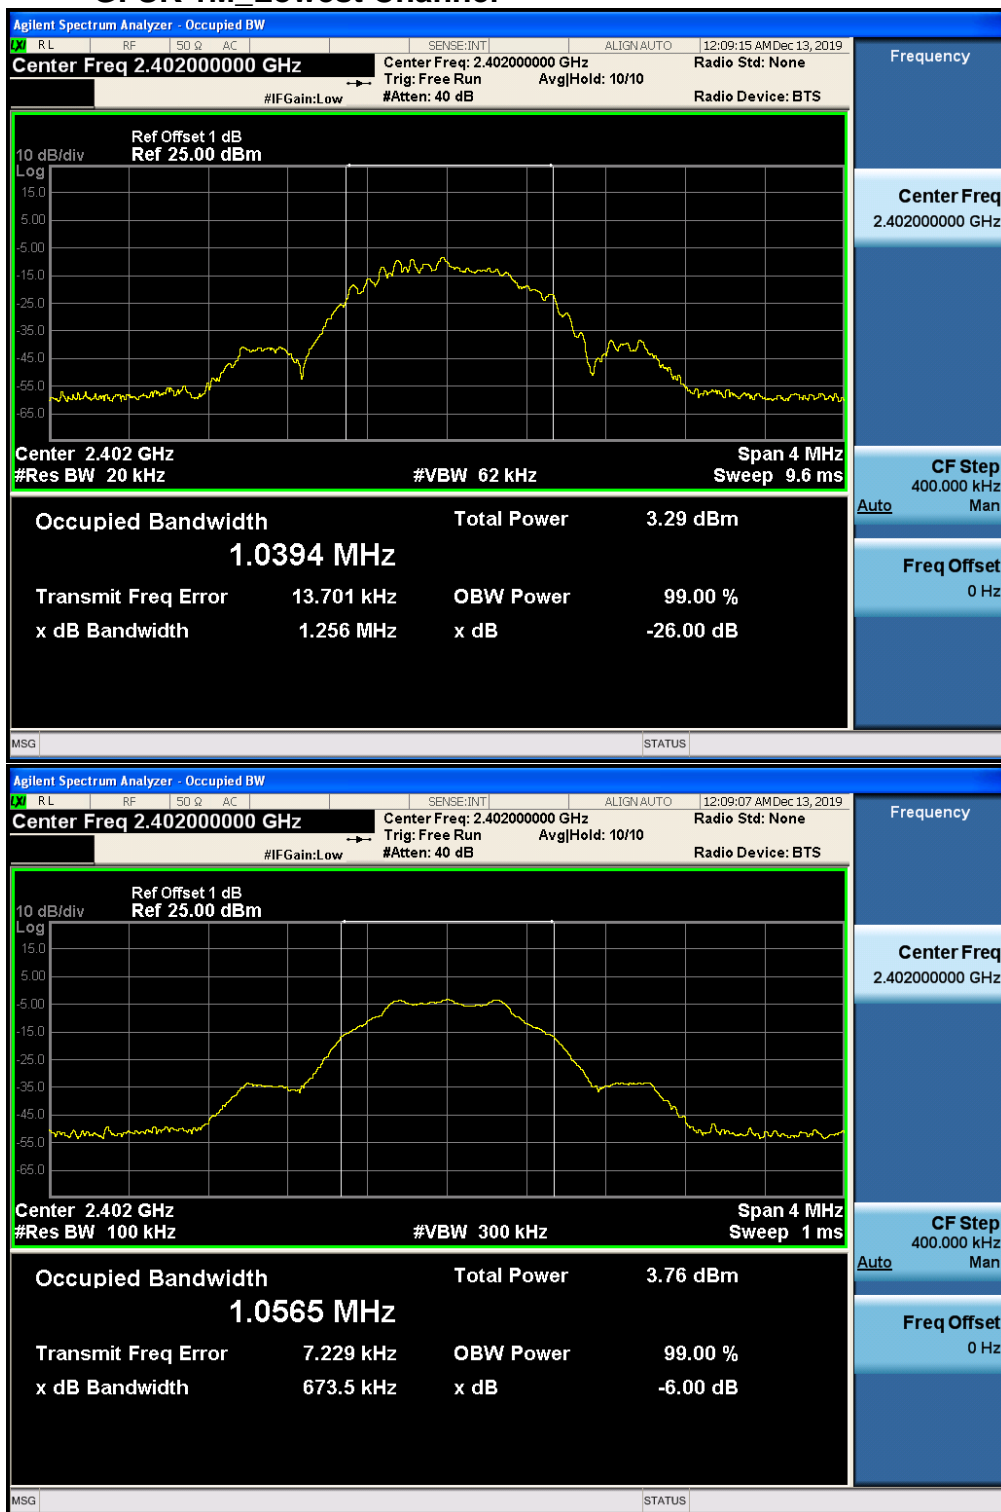 Agilent Spectrum Analyzer - Occupied BW
LXI RL RF 50 Ω AC SENSE:INT ALIGN AUTO 12:09:15 AM Dec 13, 2019
Center Freq 2.402000000 GHz Center Freq: 2.402000000 GHz Radio Std: None Frequency
Trig: Free Run Avg|Hold: 10/10
#IFGain:Low #Atten: 40 dB Radio Device: BTS
Ref Offset 1 dB
10 dB/div Ref 25.00 dBm
Log
15.0
5.00
-5.00
-15.0
-25.0
-35.0
-45.0
-55.0
-65.0
Center Freq
2.402000000 GHz
Center 2.402 GHz Span 4 MHz
#Res BW 20 kHz #VBW 62 kHz Sweep 9.6 ms
CF Step
400.000 kHz
Auto Man
Occupied Bandwidth Total Power 3.29 dBm
1.0394 MHz
Freq Offset
0 Hz
Transmit Freq Error 13.701 kHz OBW Power 99.00 %
x dB Bandwidth 1.256 MHz x dB -26.00 dB
MSG STATUS
Agilent Spectrum Analyzer - Occupied BW
LXI RL RF 50 Ω AC SENSE:INT ALIGN AUTO 12:09:07 AM Dec 13, 2019
Center Freq 2.402000000 GHz Center Freq: 2.402000000 GHz Radio Std: None Frequency
Trig: Free Run Avg|Hold: 10/10
#IFGain:Low #Atten: 40 dB Radio Device: BTS
Ref Offset 1 dB
10 dB/div Ref 25.00 dBm
Log
15.0
5.00
-5.00
-15.0
-25.0
-35.0
-45.0
-55.0
-65.0
Center Freq
2.402000000 GHz
Center 2.402 GHz Span 4 MHz
#Res BW 100 kHz #VBW 300 kHz Sweep 1 ms
CF Step
400.000 kHz
Auto Man
Occupied Bandwidth Total Power 3.76 dBm
1.0565 MHz
Freq Offset
0 Hz
Transmit Freq Error 7.229 kHz OBW Power 99.00 %
x dB Bandwidth 673.5 kHz x dB -6.00 dB
MSG STATUS